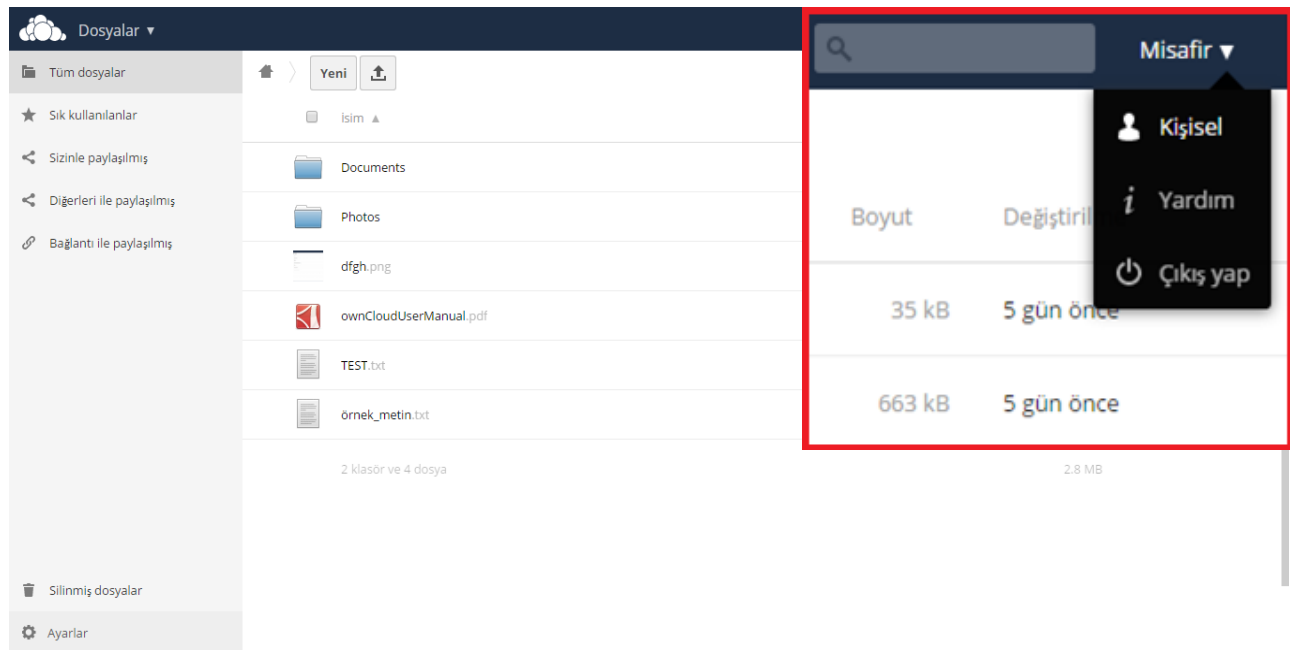 Dosyalar ▼
Misafir ▼
Tüm dosyalar
Sık kullanılanlar
Sizinle paylaşılmış
Diğerleri ile paylaşılmış
Bağlantı ile paylaşılmış
Silinmiş dosyalar
Ayarlar
Yeni
isim ▲
Documents
Photos
dfgh.png
ownCloudUserManual.pdf
TEST.txt
örnek_metin.txt
2 klasör ve 4 dosya
2.8 MB
Kişisel
Yardım
Çıkış yap
Boyut
35 kB 5 gün önce
663 kB 5 gün önce